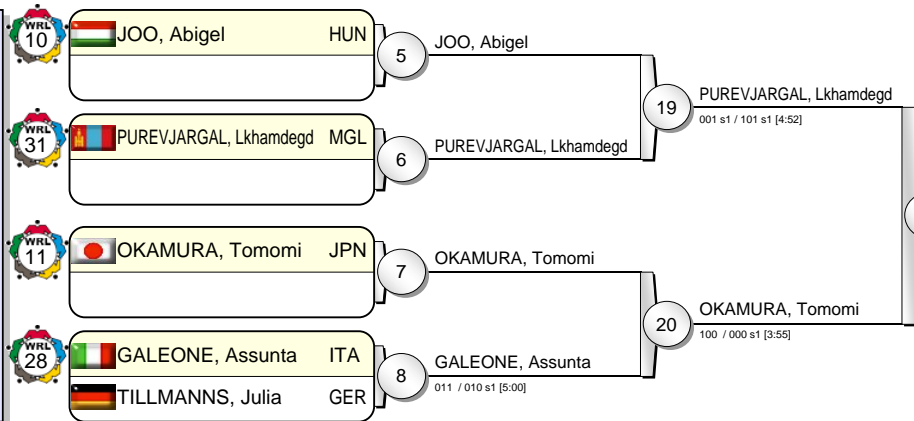 WRL 10 JOO, Abigel HUN
5 JOO, Abigel
19 PUREVJARGAL, Lkhamdegd
001 s1 / 101 s1 [4:52]
WRL 31 PUREVJARGAL, Lkhamdegd MGL
6 PUREVJARGAL, Lkhamdegd
WRL 11 OKAMURA, Tomomi JPN
7 OKAMURA, Tomomi
20 OKAMURA, Tomomi
100 / 000 s1 [3:55]
WRL 28 GALEONE, Assunta ITA
8 GALEONE, Assunta
011 / 010 s1 [5:00]
TILLMANNS, Julia GER